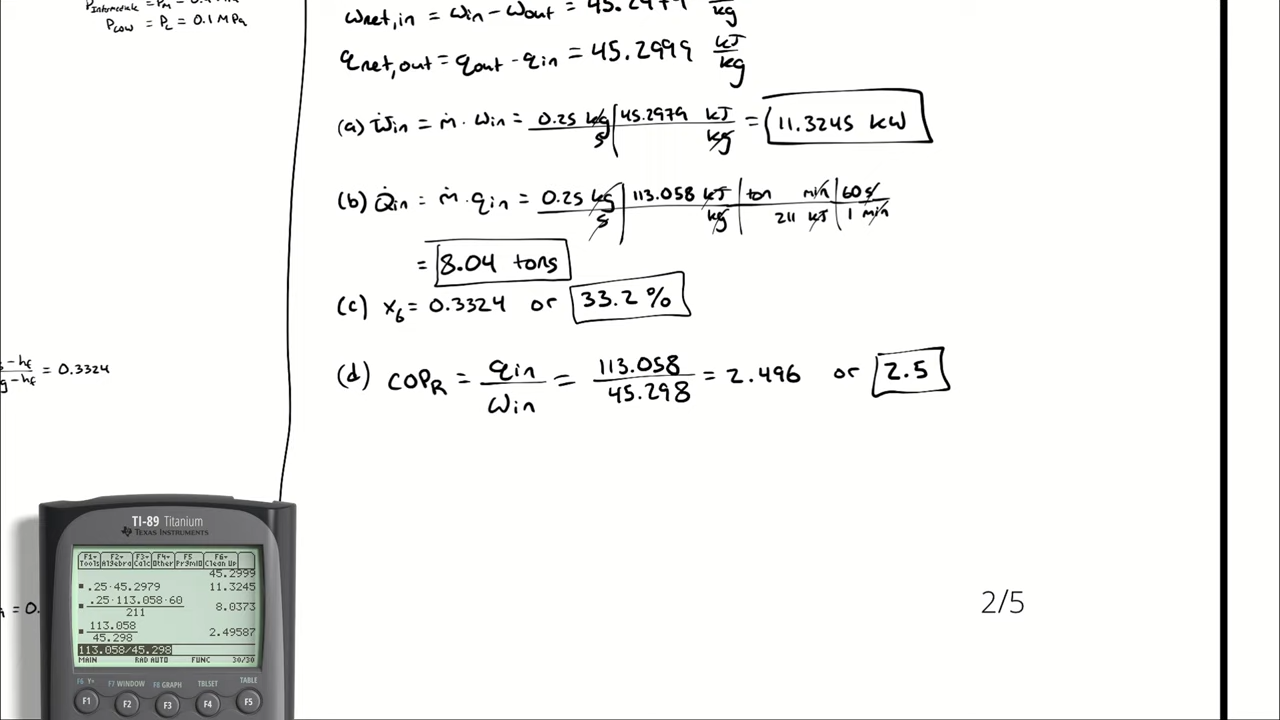 P_Intermediate = P_M =
P_Low = P_L = 0.1 MPa
w_net,in = w_in - w_out = 45.2979 kJ/kg
q_net,out = q_out - q_in = 45.2999 kJ/kg
(a) Ẇ_in = ṁ · w_in = 0.25 kg/s | 45.2979 kJ/kg = 11.3245 kW
(b) Q̇_in = ṁ · q_in = 0.25 kg/s | 113.058 kJ/kg | ton min/211 kJ | 60 s/1 min
= 8.04 tons
(c) x_6 = 0.3324 or 33.2 %
- h_f / g - h_f = 0.3324
(d) COP_R = q_in/w_in = 113.058/45.298 = 2.496 or 2.5
= 0.
2/5
TI-89 Titanium
TEXAS INSTRUMENTS
F1 Tools F2 Algebra F3 Calc F4 Other F5 PrgmIO F6 Clean Up
45.2999
.25·45.2979 11.3245
.25·113.058·60/211 8.0373
113.058/45.298 2.49587
113.058/45.298
MAIN RAD AUTO FUNC 30/30
F6 Y= F7 WINDOW F8 GRAPH TBLSET TABLE
F1 F2 F3 F4 F5